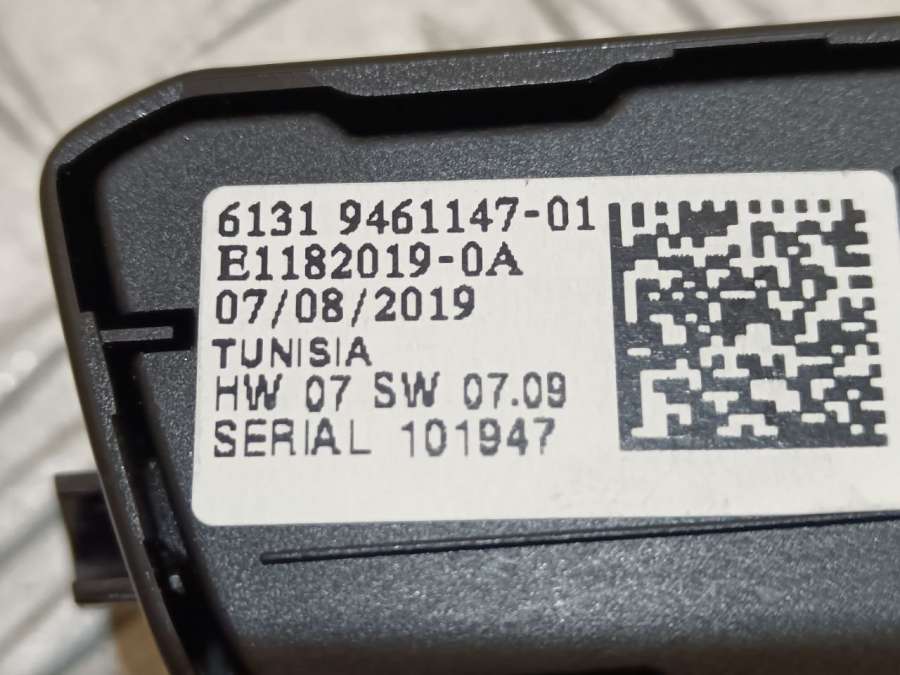 6131 9461147-01
E1182019-0A
07/08/2019
TUNISIA
HW 07 SW 07.09
SERIAL 101947